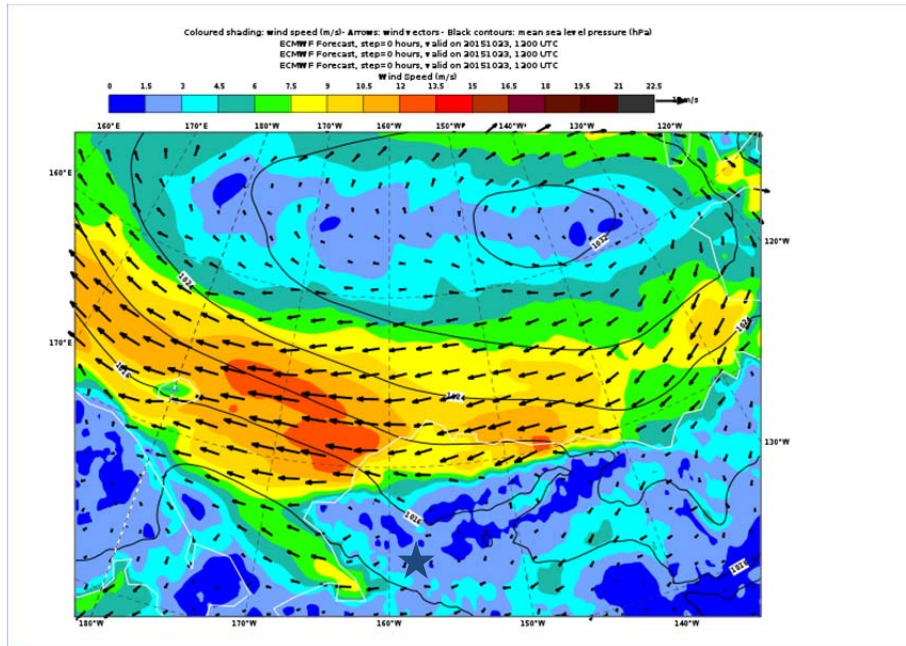 Coloured shading: wind speed (m/s)- Arrows: wind vectors - Black contours: mean sea level pressure (hPa)
ECMWF Forecast, step=0 hours, valid on 20151023, 1200 UTC
ECMWF Forecast, step=0 hours, valid on 20151023, 1200 UTC
ECMWF Forecast, step=0 hours, valid on 20151023, 1200 UTC
Wind Speed (m/s)
0 1.5 3 4.5 6 7.5 9 10.5 12 13.5 15 16.5 18 19.5 21 22.5
m/s
160°E 170°E 180°W 170°W 160°W 150°W 140°W 130°W 120°W
160°E
1032
120°W
1024
1024
170°E
1016
1024
130°W
1016
180°W 170°W 160°W 150°W 140°W